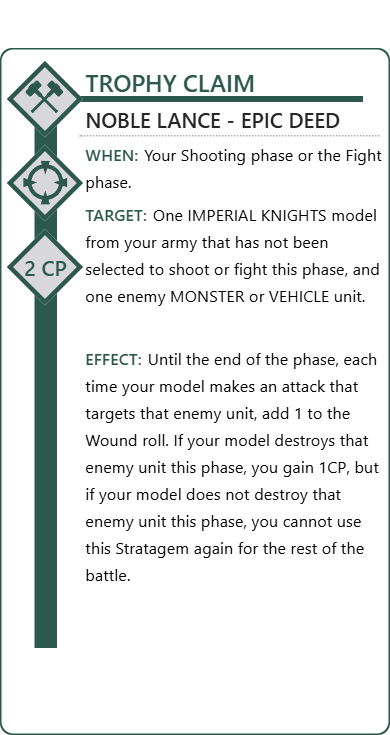 TROPHY CLAIM
NOBLE LANCE - EPIC DEED
WHEN: Your Shooting phase or the Fight
phase.
TARGET: One IMPERIAL KNIGHTS model
from your army that has not been
selected to shoot or fight this phase, and
one enemy MONSTER or VEHICLE unit.
2 CP
EFFECT: Until the end of the phase, each
time your model makes an attack that
targets that enemy unit, add 1 to the
Wound roll. If your model destroys that
enemy unit this phase, you gain 1CP, but
if your model does not destroy that
enemy unit this phase, you cannot use
this Stratagem again for the rest of the
battle.